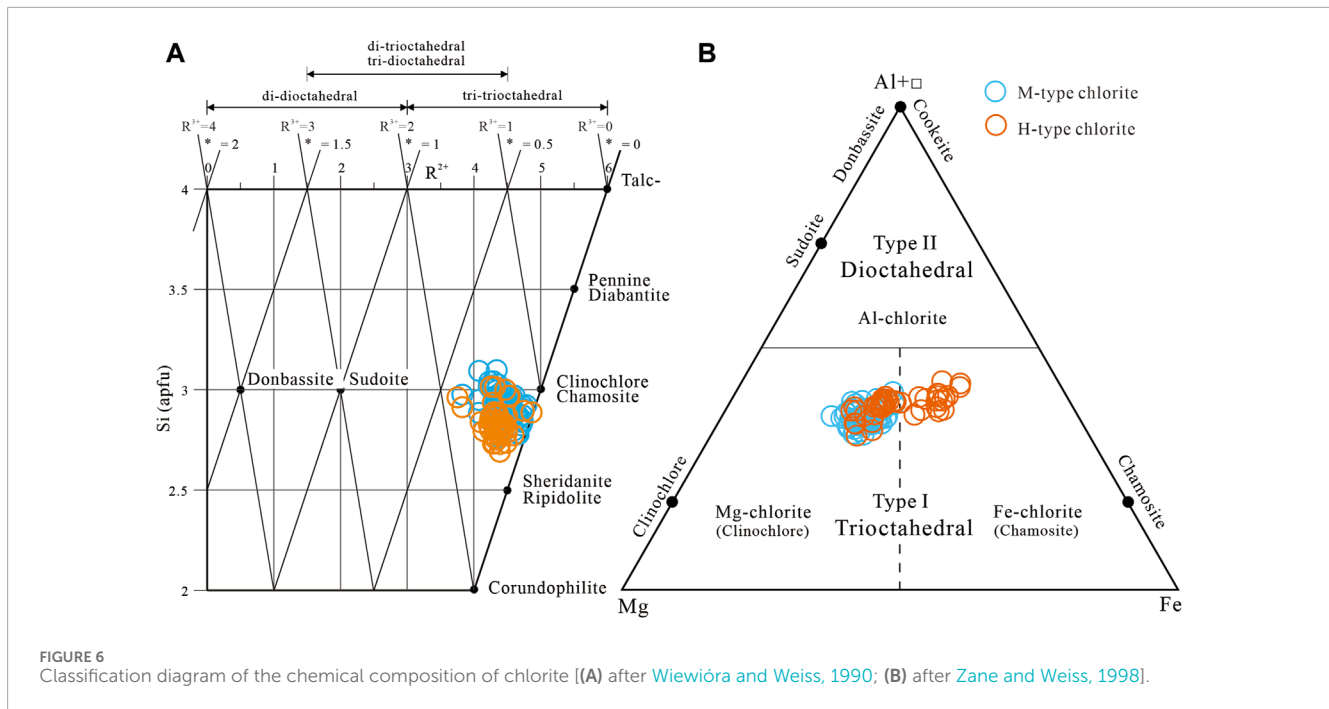 A
di-trioctahedral
tri-dioctahedral
di-dioctahedral
tri-trioctahedral
R³⁺=4
R³⁺=3
R³⁺=2
R³⁺=1
R³⁺=0
* = 2
* = 1.5
* = 1
* = 0.5
* = 0
0
1
2
3
R²⁺
4
5
6
Talc-
4
3.5
3
2.5
2
Si (apfu)
Pennine
Diabantite
Donbassite
Sudoite
Clinochlore
Chamosite
Sheridanite
Ripidolite
Corundophilite
B
Al+□
M-type chlorite
H-type chlorite
Donbassite
Cookeite
Sudoite
Type II
Dioctahedral
Al-chlorite
Clinochlore
Chamosite
Mg-chlorite
(Clinochlore)
Type I
Trioctahedral
Fe-chlorite
(Chamosite)
Mg
Fe
FIGURE 6
Classification diagram of the chemical composition of chlorite [(A) after Wiewióra and Weiss, 1990; (B) after Zane and Weiss, 1998].